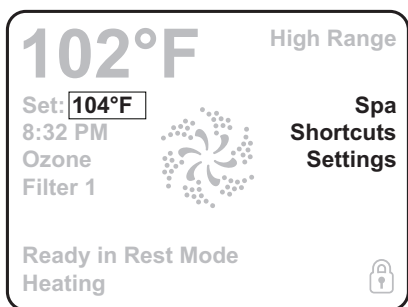 102°F
High Range
Set: 104°F
Spa
8:32 PM
Shortcuts
Ozone
Settings
Filter 1
Ready in Rest Mode
Heating